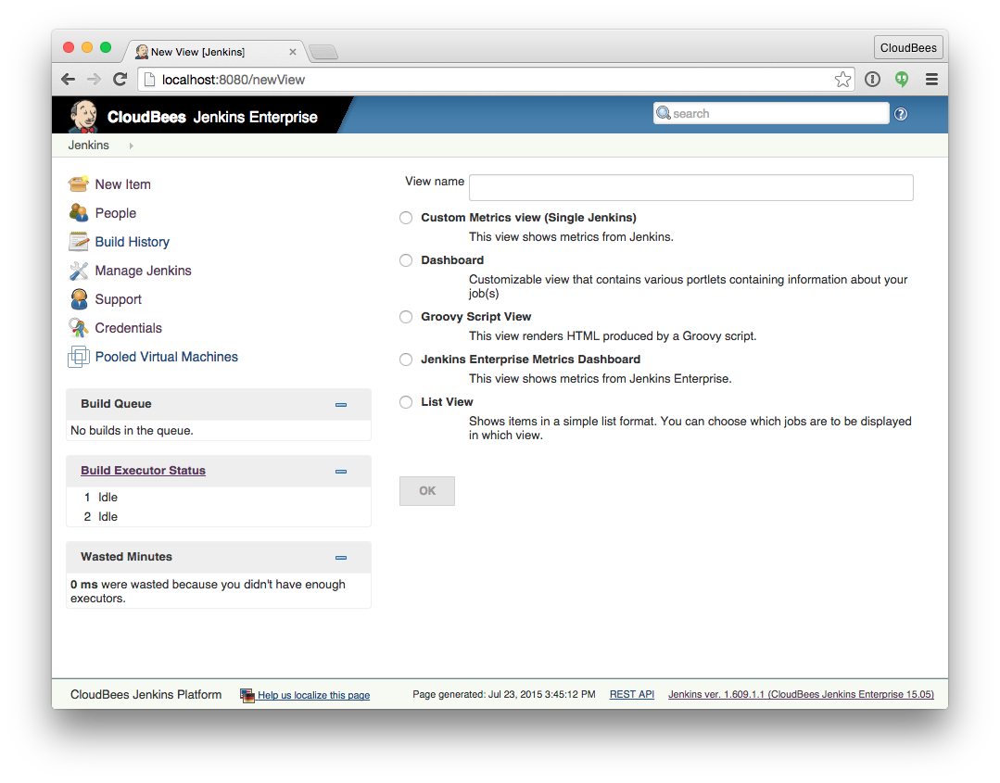 New View [Jenkins]
CloudBees
localhost:8080/newView
CloudBees Jenkins Enterprise
search
Jenkins
New Item
People
Build History
Manage Jenkins
Support
Credentials
Pooled Virtual Machines
Build Queue
No builds in the queue.
Build Executor Status
1 Idle
2 Idle
Wasted Minutes
0 ms were wasted because you didn't have enough
executors.
View name
Custom Metrics view (Single Jenkins)
This view shows metrics from Jenkins.
Dashboard
Customizable view that contains various portlets containing information about your
job(s)
Groovy Script View
This view renders HTML produced by a Groovy script.
Jenkins Enterprise Metrics Dashboard
This view shows metrics from Jenkins Enterprise.
List View
Shows items in a simple list format. You can choose which jobs are to be displayed
in which view.
OK
CloudBees Jenkins Platform Help us localize this page Page generated: Jul 23, 2015 3:45:12 PM REST API Jenkins ver. 1.609.1.1 (CloudBees Jenkins Enterprise 15.05)